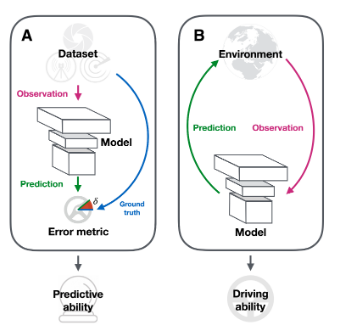 A
Dataset
Observation
Model
Prediction
δ
Ground
truth
Error metric
Predictive
ability
B
Environment
Prediction
Observation
Model
Driving
ability